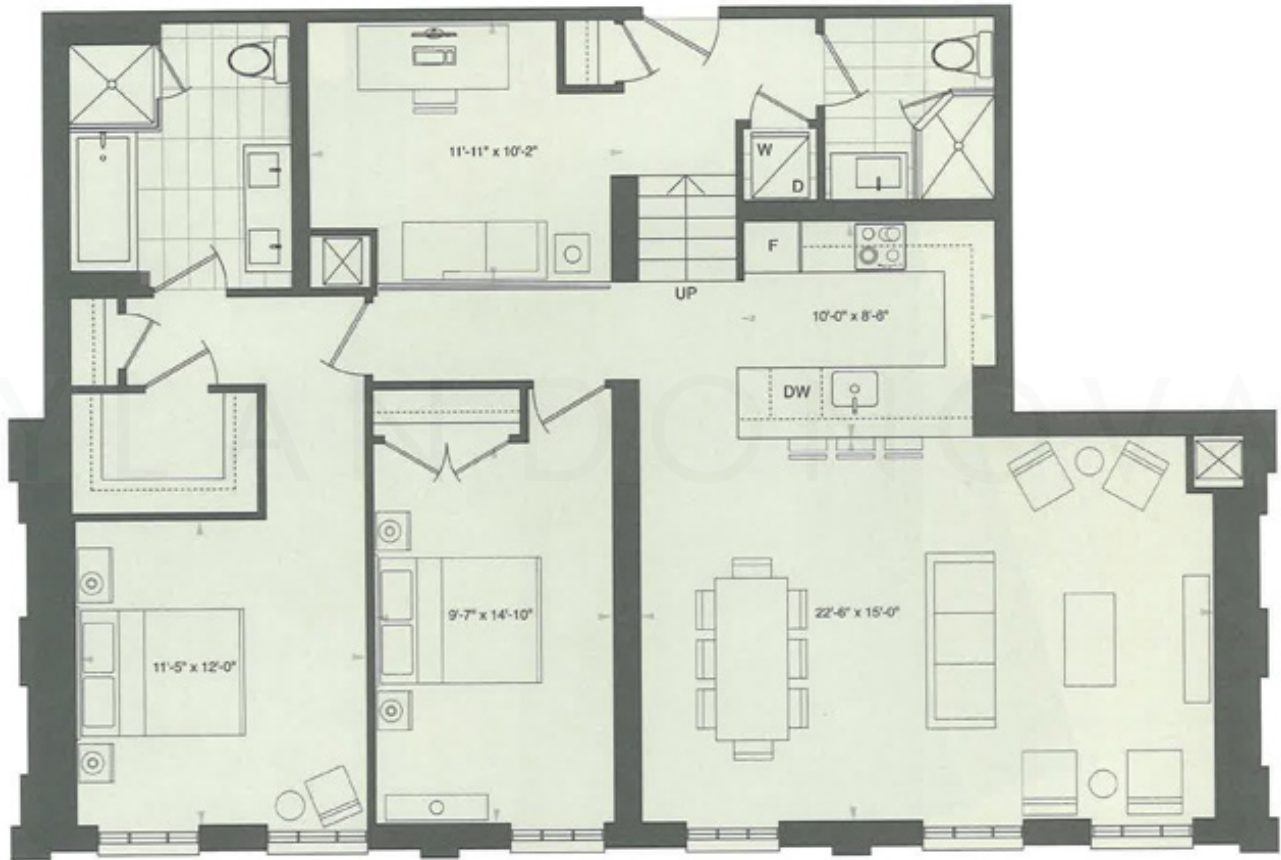 11'-11" x 10'-2"
W
D
F
UP
10'-0" x 8'-6"
DW
9'-7" x 14'-10"
22'-6" x 15'-0"
11'-5" x 12'-0"